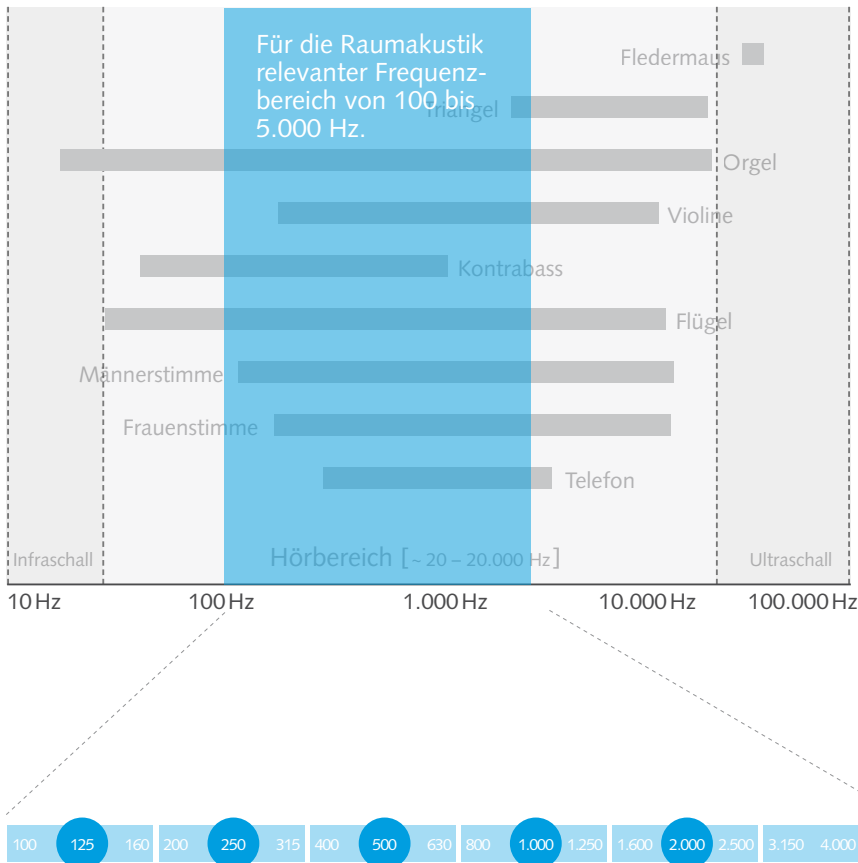 Für die Raumakustik
relevanter Frequenz-
bereich von 100 bis
5.000 Hz.
Fledermaus
Triangel
Orgel
Violine
Kontrabass
Flügel
Männerstimme
Frauenstimme
Telefon
Infraschall
Hörbereich [~ 20 – 20.000 Hz]
Ultraschall
10 Hz 100 Hz 1.000 Hz 10.000 Hz 100.000 Hz
100 125 160 200 250 315 400 500 630 800 1.000 1.250 1.600 2.000 2.500 3.150 4.000